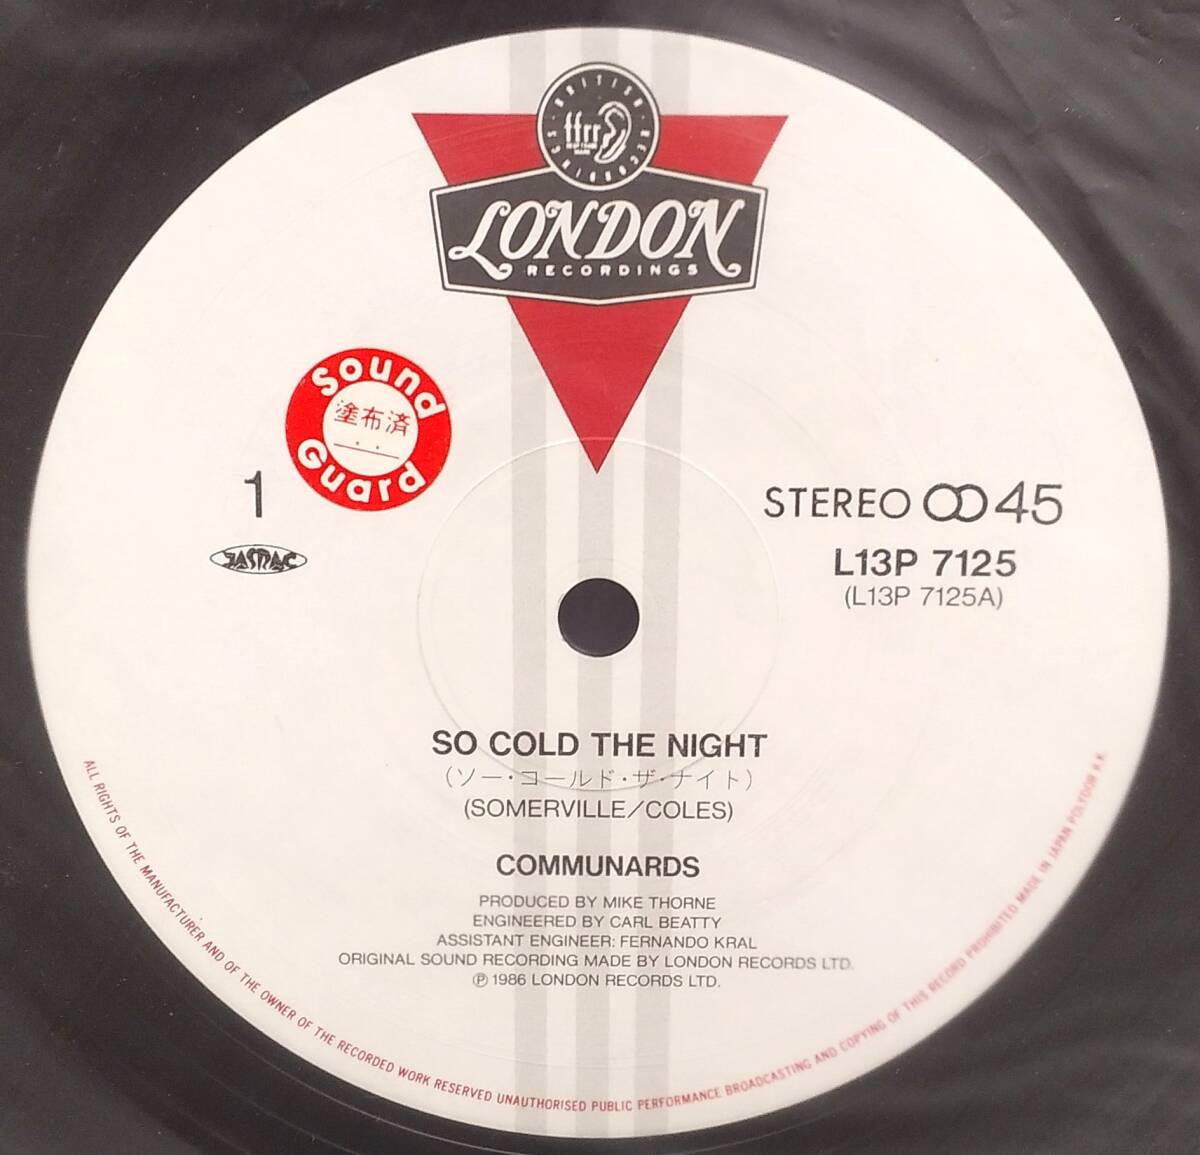 BRITISH · RECORDINGS ·
ffrr
LONDON
RECORDINGS
Sound
塗布済
Guard
1
JASRAC
STEREO 45
L13P 7125
(L13P 7125A)
SO COLD THE NIGHT
(ソー・コールド・ザ・ナイト)
(SOMERVILLE/COLES)
COMMUNARDS
PRODUCED BY MIKE THORNE
ENGINEERED BY CARL BEATTY
ASSISTANT ENGINEER: FERNANDO KRAL
ORIGINAL SOUND RECORDING MADE BY LONDON RECORDS LTD.
℗ 1986 LONDON RECORDS LTD.
ALL RIGHTS OF THE MANUFACTURER AND OF THE OWNER OF THE RECORDED WORK RESERVED UNAUTHORISED PUBLIC PERFORMANCE BROADCASTING AND COPYING OF THIS RECORD PROHIBITED MADE IN JAPAN POLYDOR K.K.